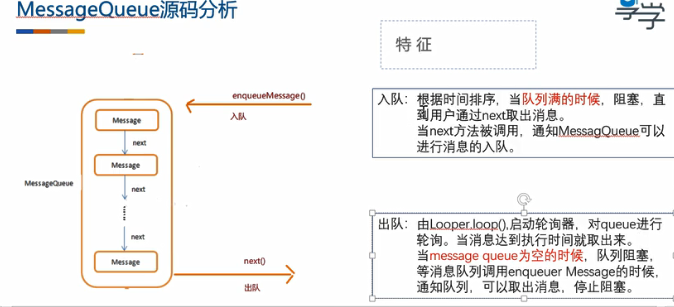 MessageQueue源码分析
享学
特 征
enqueueMessage()
入队
Message
next
Message
next
MessageQueue
next
Message
next()
出队
入队：根据时间排序，当队列满的时候，阻塞，直
到用户通过next取出消息。
当next方法被调用，通知MessagQueue可以
进行消息的入队。
出队：由Looper.loop(),启动轮询器，对queue进行
轮询。当消息达到执行时间就取出来。
当message queue为空的时候，队列阻塞，
等消息队列调用enqueuer Message的时候，
通知队列，可以取出消息，停止阻塞。